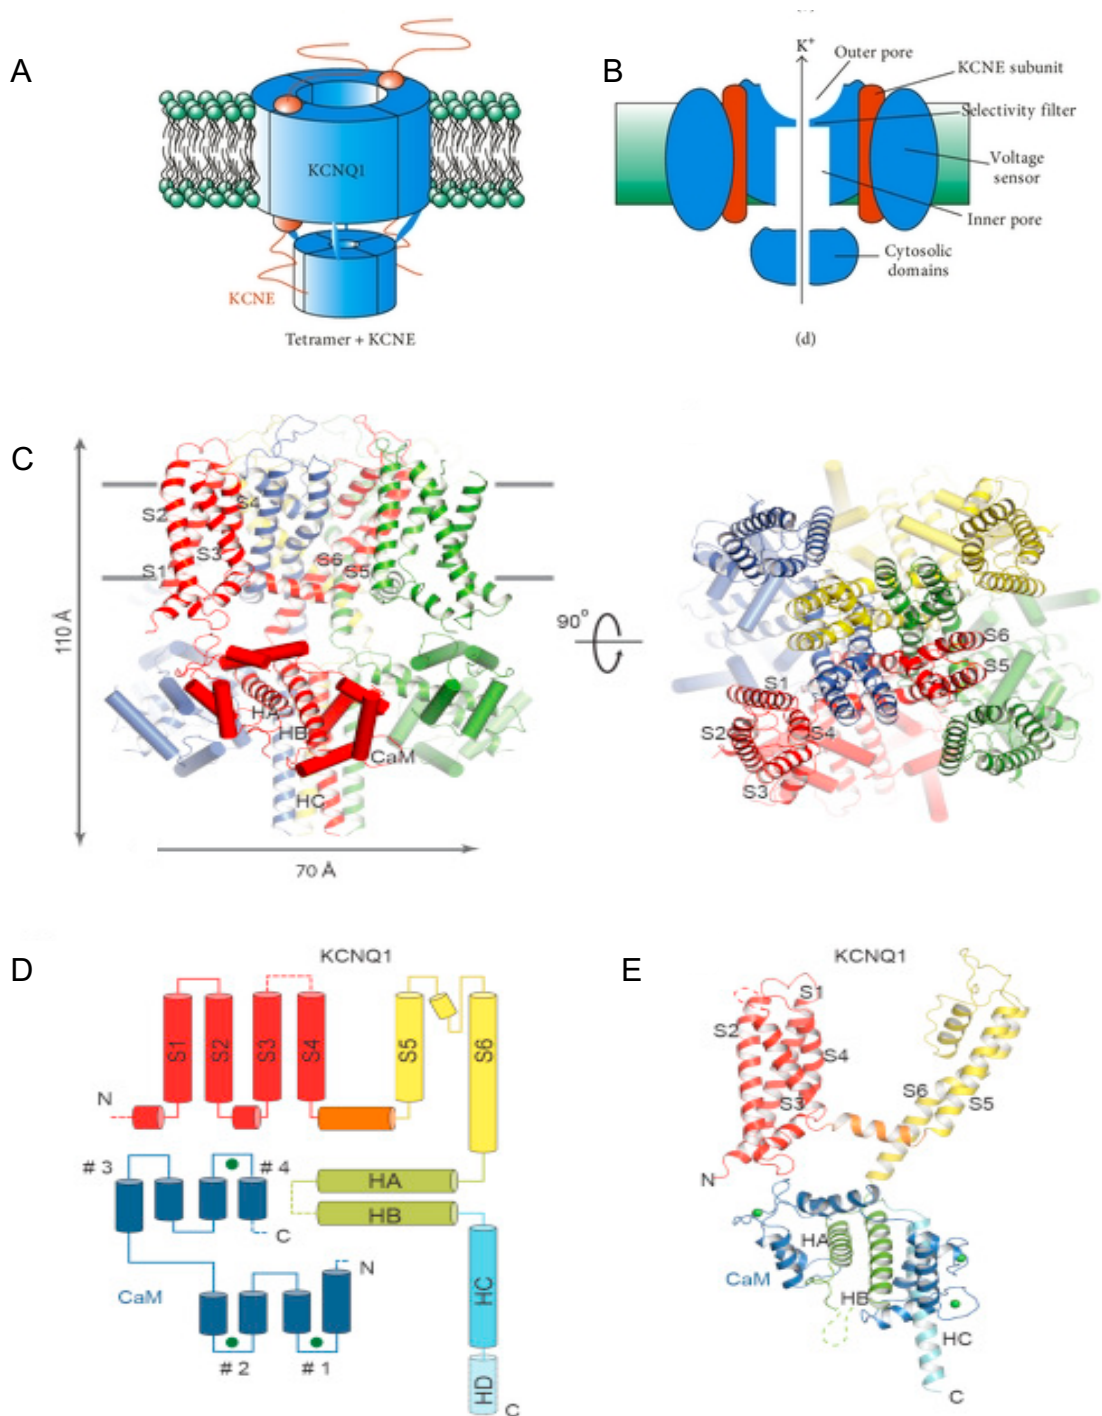 A
KCNQ1
KCNE
Tetramer + KCNE
B
K+
Outer pore
KCNE subunit
Selectivity filter
Voltage
sensor
Inner pore
Cytosolic
domains
(d)
C
110 Å
S2
S4
S3
S1
S6
S5
HA
HB
CaM
HC
70 Å
90°
S6
S5
S1
S2
S4
S3
D
KCNQ1
S1
S2
S3
S4
S5
S6
N
# 3
# 4
HA
HB
C
N
CaM
HC
# 2
# 1
HD
C
E
KCNQ1
S1
S2
S4
S3
S6
S5
N
HA
CaM
HB
HC
C